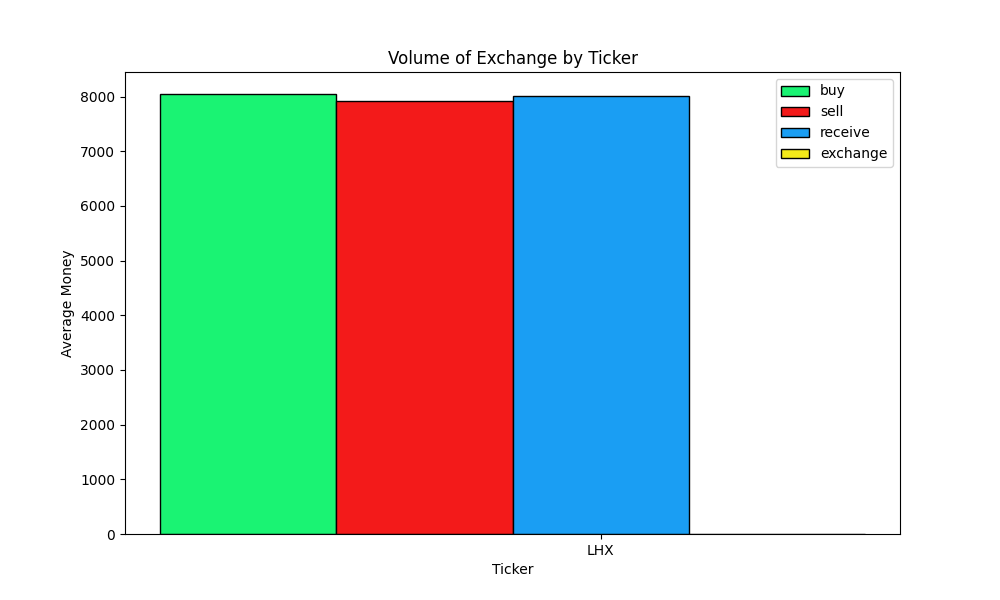 Volume of Exchange by Ticker
buy
sell
receive
exchange
8000
7000
6000
5000
4000
3000
2000
1000
0
Average Money
LHX
Ticker